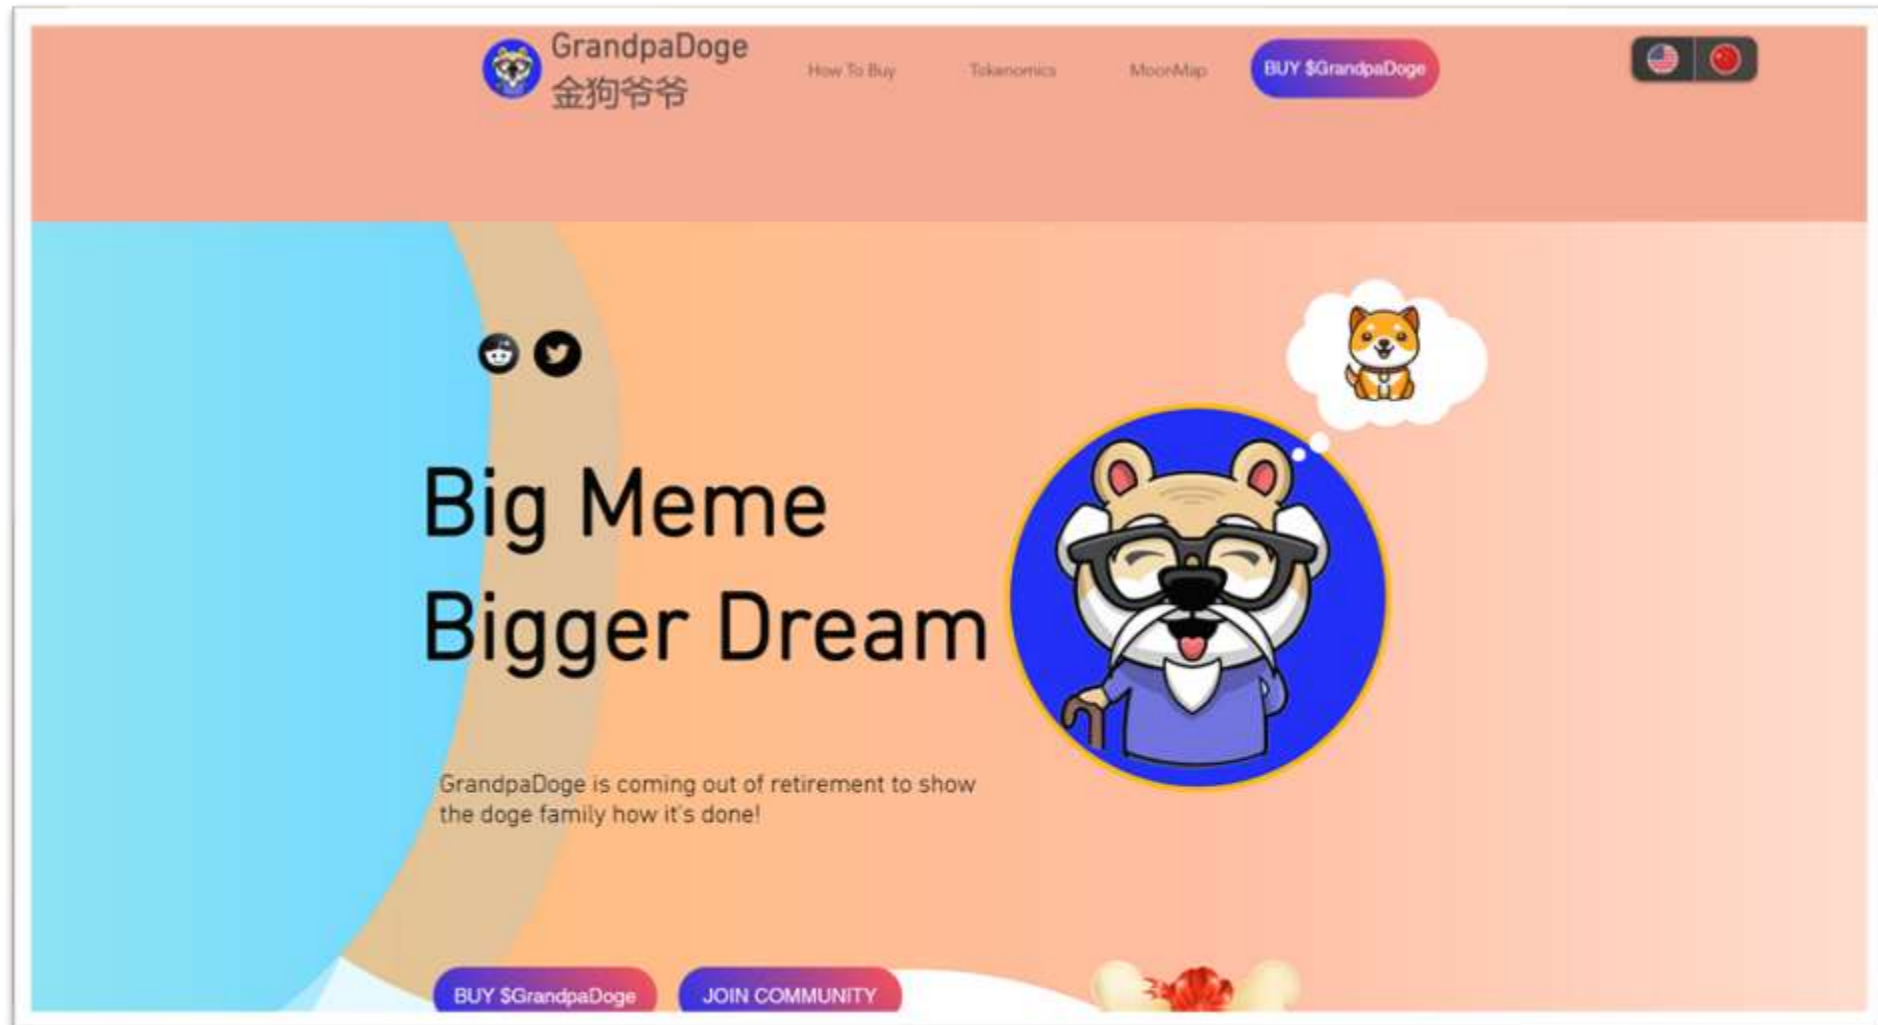 GrandpaDoge
金狗爷爷
How To Buy
Tokenomics
MoonMap
BUY $GrandpaDoge
Big Meme
Bigger Dream
GrandpaDoge is coming out of retirement to show
the doge family how it's done!
BUY $GrandpaDoge
JOIN COMMUNITY